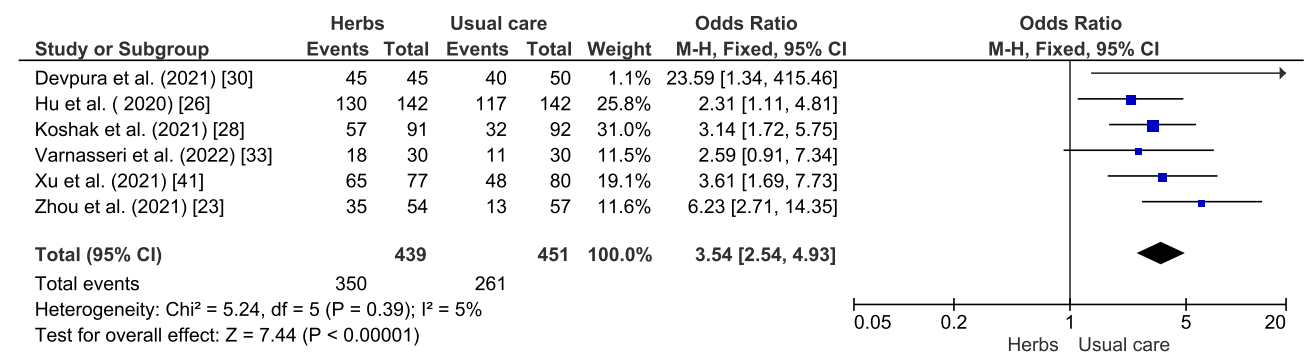 Herbs Usual care Odds Ratio Odds Ratio
Study or Subgroup Events Total Events Total Weight M-H, Fixed, 95% CI M-H, Fixed, 95% CI
Devpura et al. (2021) [30] 45 45 40 50 1.1% 23.59 [1.34, 415.46]
Hu et al. ( 2020) [26] 130 142 117 142 25.8% 2.31 [1.11, 4.81]
Koshak et al. (2021) [28] 57 91 32 92 31.0% 3.14 [1.72, 5.75]
Varnasseri et al. (2022) [33] 18 30 11 30 11.5% 2.59 [0.91, 7.34]
Xu et al. (2021) [41] 65 77 48 80 19.1% 3.61 [1.69, 7.73]
Zhou et al. (2021) [23] 35 54 13 57 11.6% 6.23 [2.71, 14.35]
Total (95% CI) 439 451 100.0% 3.54 [2.54, 4.93]
Total events 350 261
Heterogeneity: Chi² = 5.24, df = 5 (P = 0.39); I² = 5%
Test for overall effect: Z = 7.44 (P < 0.00001)
0.05 0.2 1 5 20
Herbs Usual care